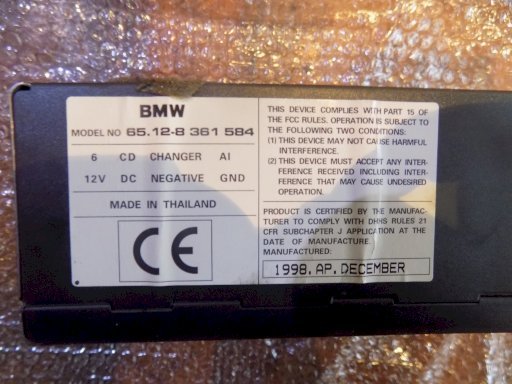 BMW
MODEL NO 65.12-8 361 584
6 CD CHANGER AI
12V DC NEGATIVE GND
MADE IN THAILAND
CE
THIS DEVICE COMPLIES WITH PART 15 OF
THE FCC RULES. OPERATION IS SUBJECT TO
THE FOLLOWING TWO CONDITIONS:
(1) THIS DEVICE MAY NOT CAUSE HARMFUL
INTERFERENCE.
(2) THIS DEVICE MUST ACCEPT ANY INTER-
FERENCE RECEIVED INCLUDING INTER-
FERENCE THAT MAY CAUSE UNDESIRED
OPERATION.
PRODUCT IS CERTIFIED BY THE MANUFAC-
TURER TO COMPLY WITH DHHS RULES 21
CFR SUBCHAPTER J APPLICATION AT THE
DATE OF MANUFACTURE.
MANUFACTURED:
1998. AP. DECEMBER